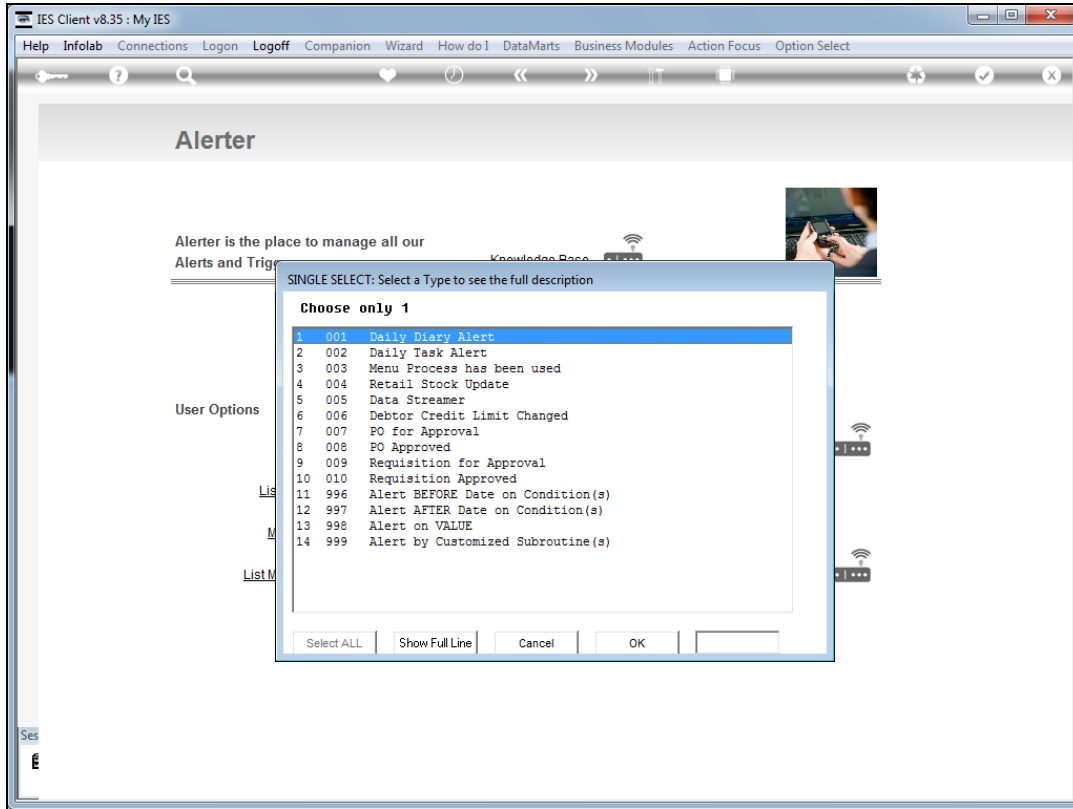 IES Client v8.35 : My IES
Help Infolab Connections Logon Logoff Companion Wizard How do I DataMarts Business Modules Action Focus Option Select
Alerter
Alerter is the place to manage all our
Alerts and Trigg
Knowledge Base
SINGLE SELECT: Select a Type to see the full description
Choose only 1
1 001 Daily Diary Alert
2 002 Daily Task Alert
3 003 Menu Process has been used
4 004 Retail Stock Update
5 005 Data Streamer
6 006 Debtor Credit Limit Changed
7 007 PO for Approval
8 008 PO Approved
9 009 Requisition for Approval
10 010 Requisition Approved
11 996 Alert BEFORE Date on Condition(s)
12 997 Alert AFTER Date on Condition(s)
13 998 Alert on VALUE
14 999 Alert by Customized Subroutine(s)
User Options
Lis
M
List M
Select ALL Show Full Line Cancel OK
Ses